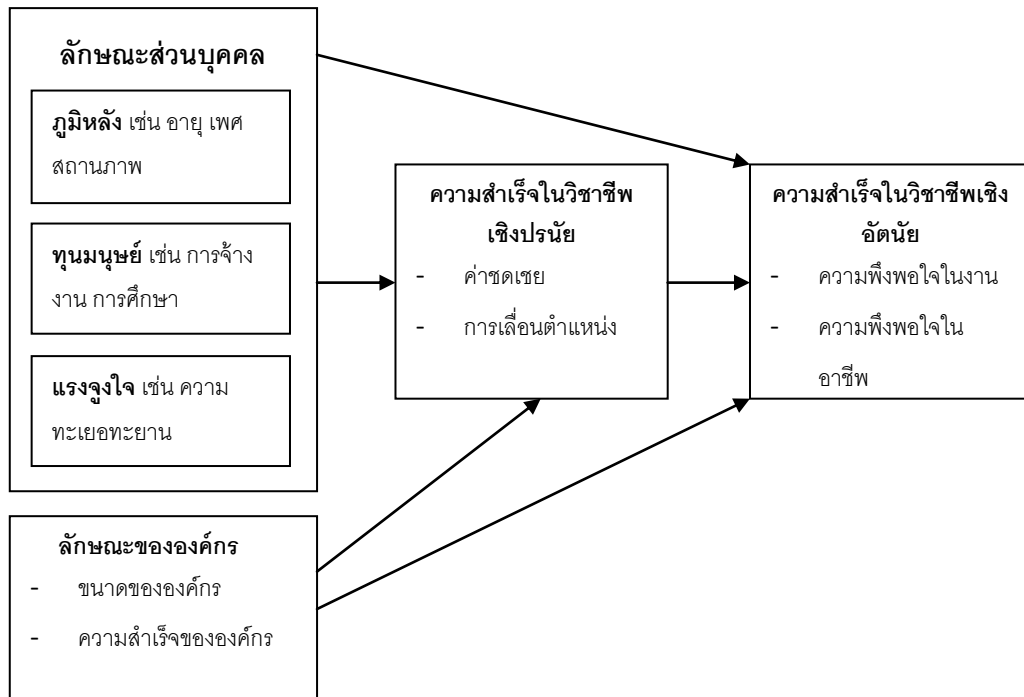 ลักษณะส่วนบุคคล
ภูมิหลัง เช่น อายุ เพศ
สถานภาพ
ทุนมนุษย์ เช่น การจ้าง
งาน การศึกษา
แรงจูงใจ เช่น ความ
ทะเยอทะยาน
ลักษณะขององค์กร
- ขนาดขององค์กร
- ความสำเร็จขององค์กร
ความสำเร็จในวิชาชีพ
เชิงปรนัย
- ค่าชดเชย
- การเลื่อนตำแหน่ง
ความสำเร็จในวิชาชีพเชิง
อัตนัย
- ความพึงพอใจในงาน
- ความพึงพอใจใน
อาชีพ